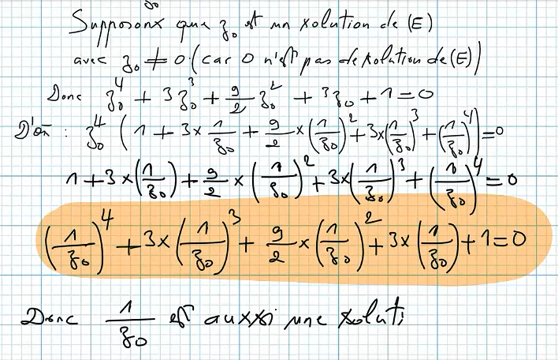 Supposons que z₀ est un solution de (E)
avec z₀ ≠ 0 (car 0 n'est pas de solution de (E))
Donc z₀⁴ + 3z₀³ + 9/2 z₀² + 3z₀ + 1 = 0
D'où : z₀⁴ (1 + 3×1/z₀ + 9/2×(1/z₀)² + 3×(1/z₀)³ + (1/z₀)⁴) = 0
1 + 3×(1/z₀) + 9/2 × (1/z₀)² + 3×(1/z₀)³ + (1/z₀)⁴ = 0
(1/z₀)⁴ + 3×(1/z₀)³ + 9/2 × (1/z₀)² + 3×(1/z₀) + 1 = 0
Donc 1/z₀ est aussi une soluti